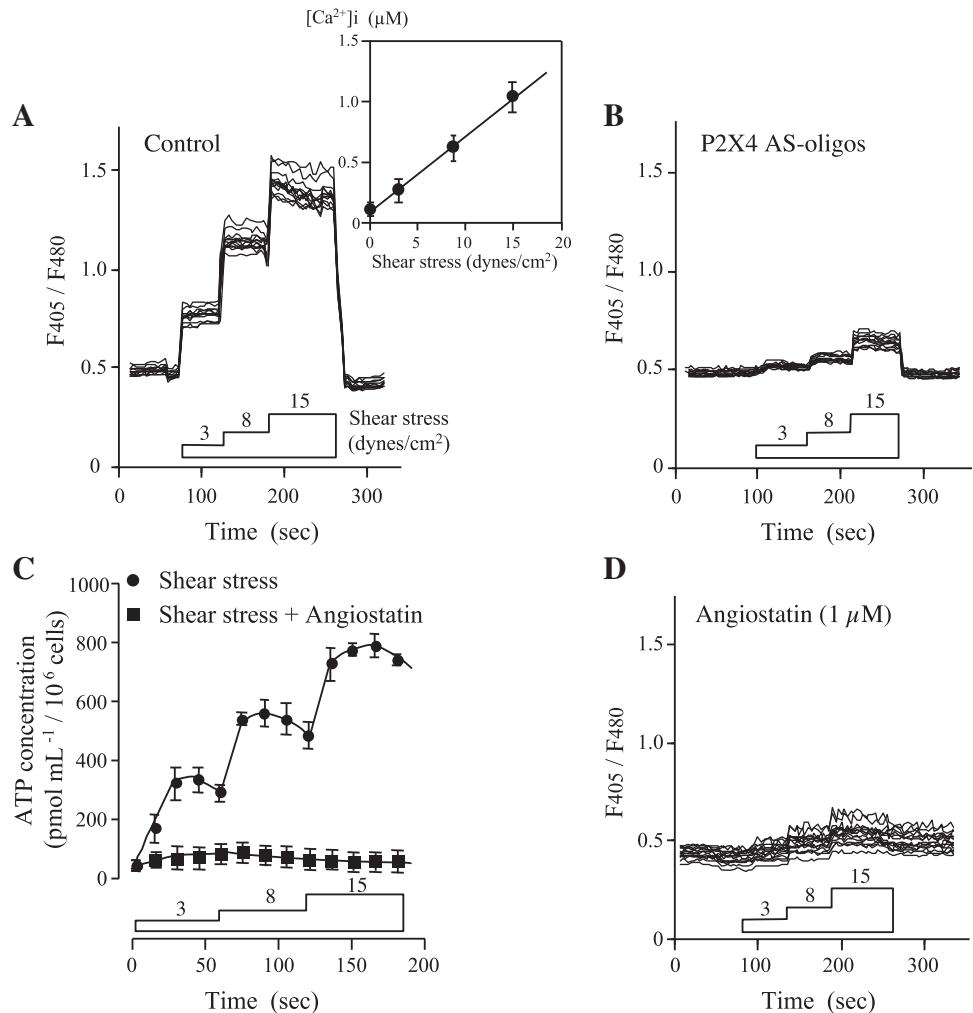 [Ca²⁺]i (µM)
1.5
1.0
0.5
0
0 5 10 15 20
Shear stress (dynes/cm²)
A
Control
F405 / F480
1.5
1.0
0.5
0
3
8
15
Shear stress
(dynes/cm²)
0 100 200 300
Time (sec)
B
P2X4 AS-oligos
F405 / F480
1.5
1.0
0.5
0
3
8
15
0 100 200 300
Time (sec)
C
Shear stress
Shear stress + Angiostatin
ATP concentration
(pmol mL⁻¹ / 10⁶ cells)
1000
800
600
400
200
0
3
8
15
0 50 100 150 200
Time (sec)
D
Angiostatin (1 µM)
F405 / F480
1.5
1.0
0.5
0
3
8
15
0 100 200 300
Time (sec)